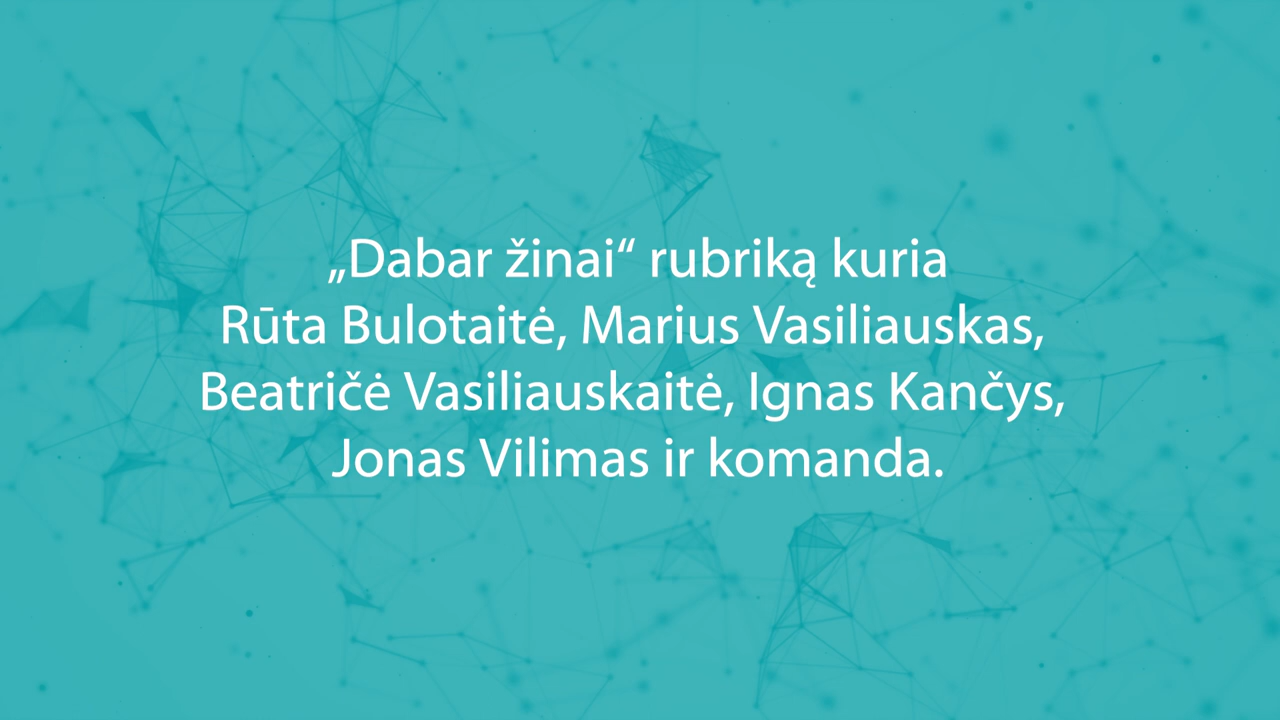 „Dabar žinai“ rubriką kuria
Rūta Bulotaitė, Marius Vasiliauskas,
Beatričė Vasiliauskaitė, Ignas Kančys,
Jonas Vilimas ir komanda.